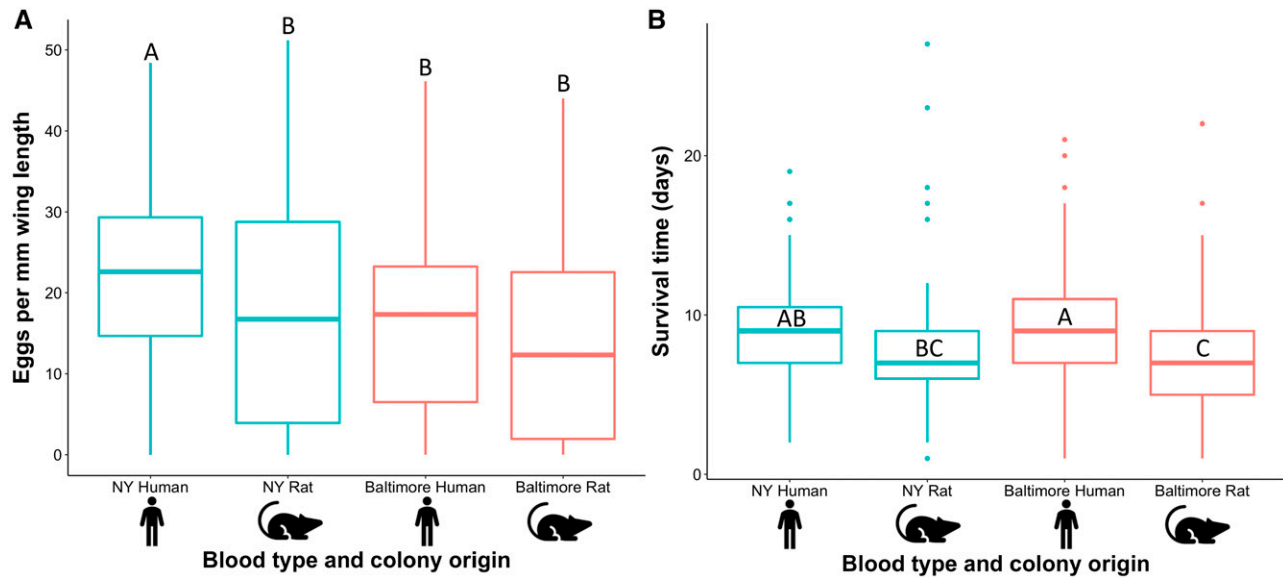 A
Eggs per mm wing length
50
40
30
20
10
0
A
B
B
B
NY Human
NY Rat
Baltimore Human
Baltimore Rat
Blood type and colony origin
B
Survival time (days)
20
10
0
AB
BC
A
C
NY Human
NY Rat
Baltimore Human
Baltimore Rat
Blood type and colony origin